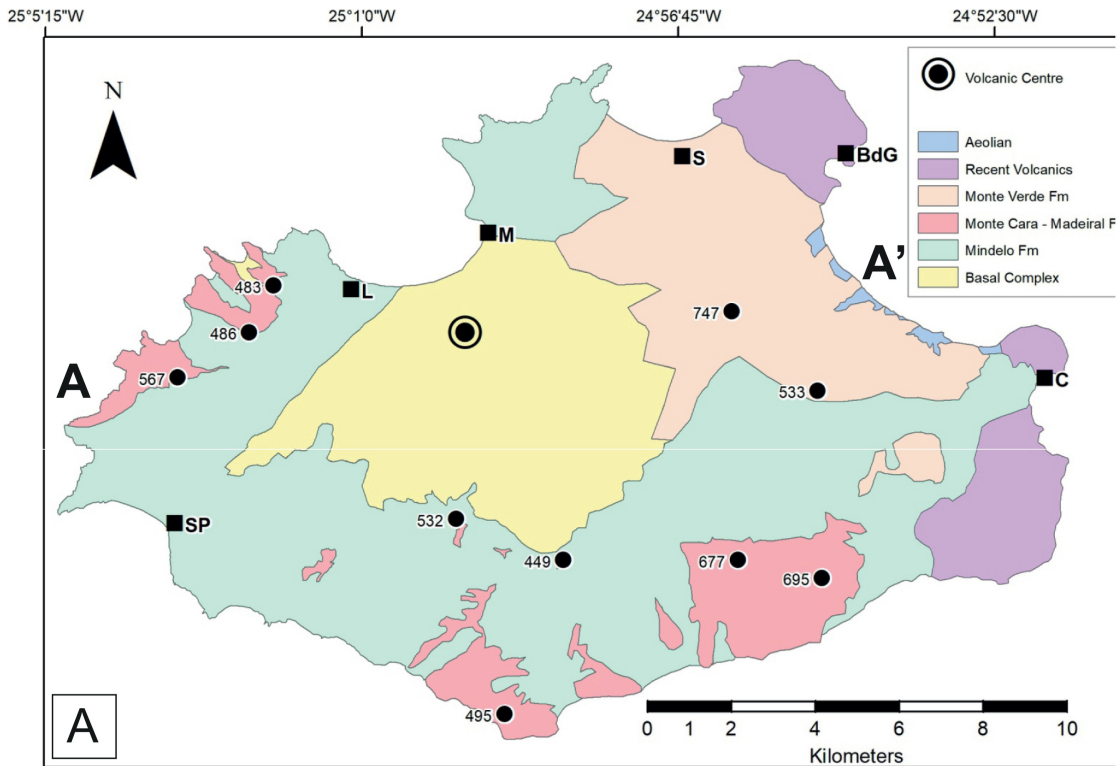 25°5'15"W
25°1'0"W
24°56'45"W
24°52'30"W
N
Volcanic Centre
Aeolian
Recent Volcanics
Monte Verde Fm
Monte Cara - Madeiral F
Mindelo Fm
Basal Complex
S
BdG
M
A'
L
483
486
747
A
567
533
C
SP
532
449
677
695
495
A
0 1 2 4 6 8 10
Kilometers